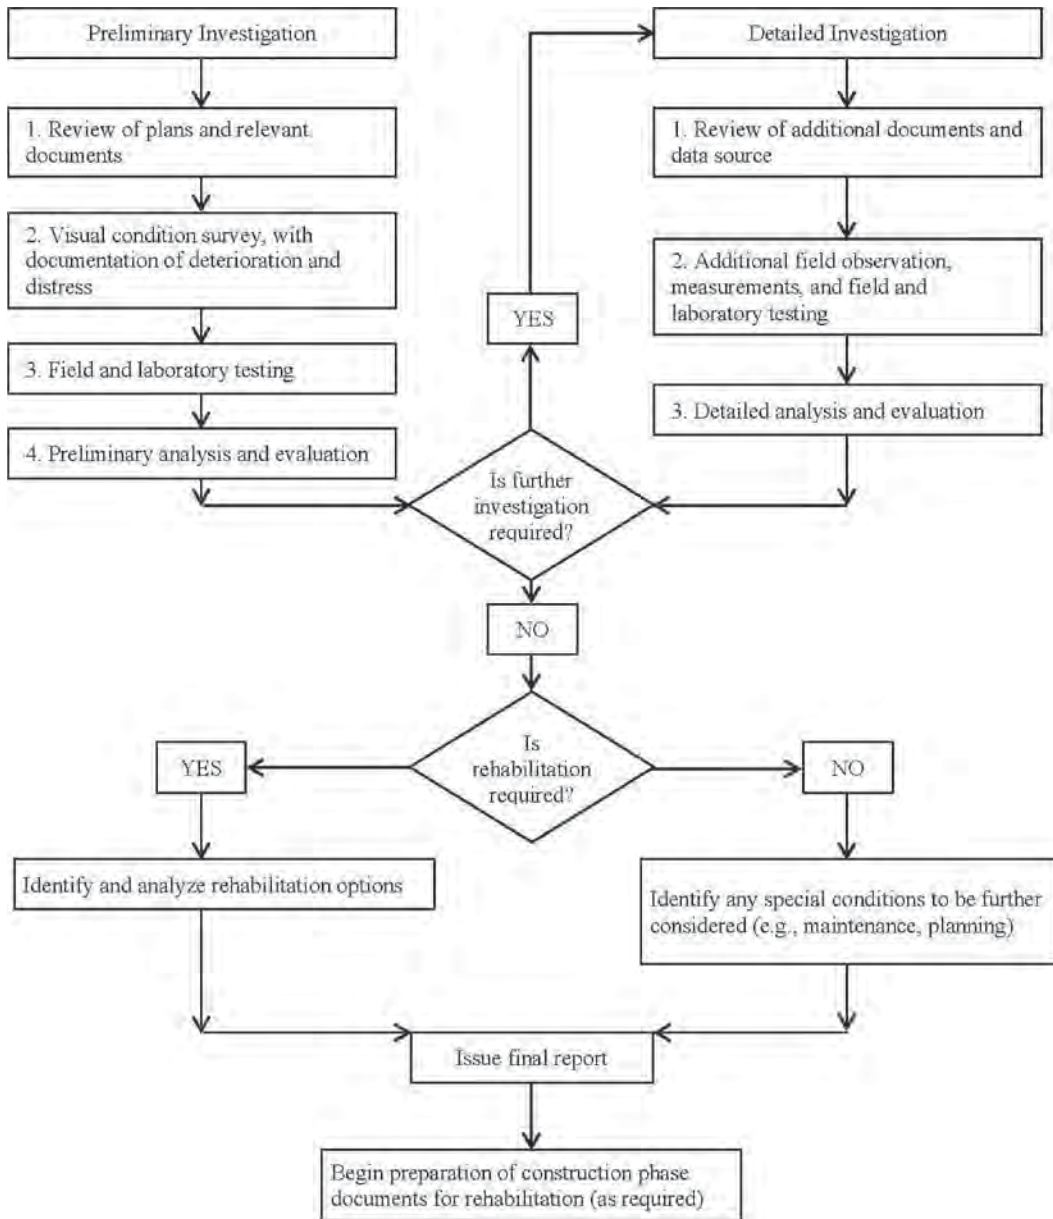 Preliminary Investigation
1. Review of plans and relevant
documents
2. Visual condition survey, with
documentation of deterioration and
distress
3. Field and laboratory testing
4. Preliminary analysis and evaluation
Detailed Investigation
1. Review of additional documents and
data source
2. Additional field observation,
measurements, and field and
laboratory testing
3. Detailed analysis and evaluation
YES
Is further
investigation
required?
NO
Is
rehabilitation
required?
YES
NO
Identify and analyze rehabilitation options
Identify any special conditions to be further
considered (e.g., maintenance, planning)
Issue final report
Begin preparation of construction phase
documents for rehabilitation (as required)